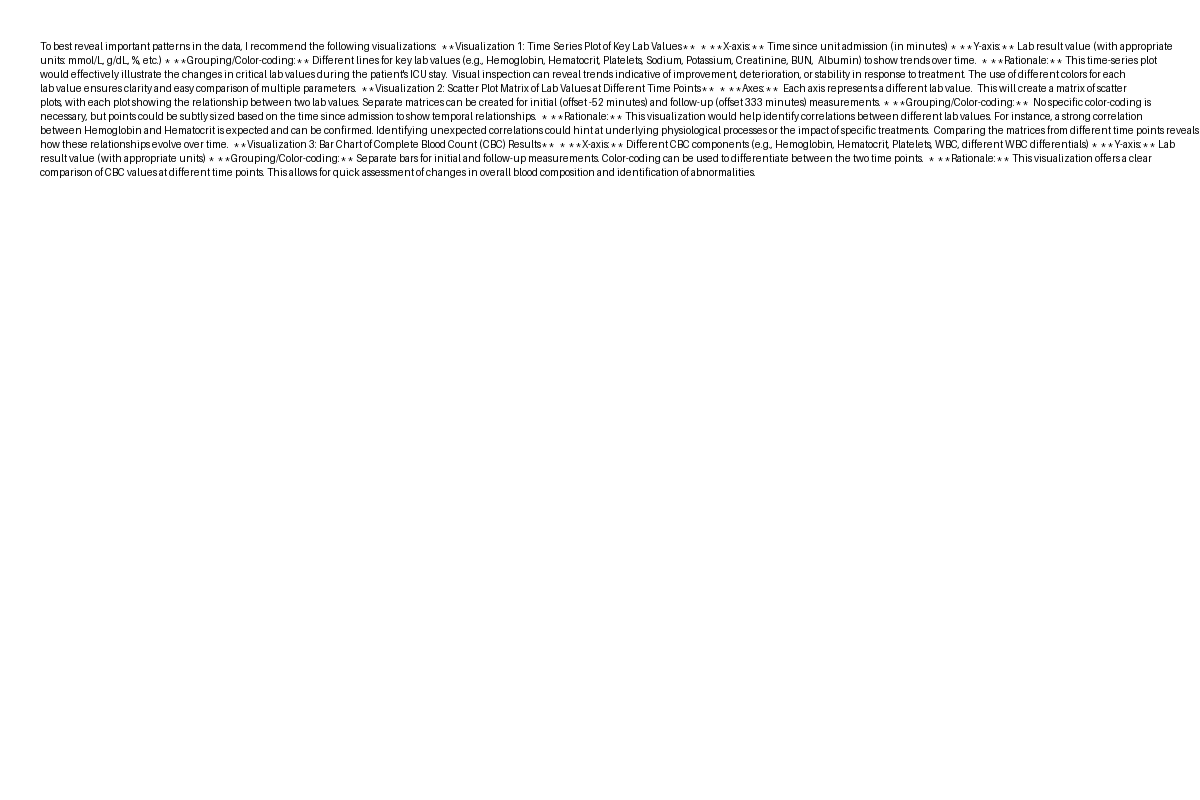 To best reveal important patterns in the data, I recommend the following visualizations: **Visualization 1: Time Series Plot of Key Lab Values** * **X-axis:** Time since unit admission (in minutes) * **Y-axis:** Lab result value (with appropriate
units: mmol/L, g/dL, %, etc.) * **Grouping/Color-coding:** Different lines for key lab values (e.g., Hemoglobin, Hematocrit, Platelets, Sodium, Potassium, Creatinine, BUN, Albumin) to show trends over time. * **Rationale:** This time-series plot
would effectively illustrate the changes in critical lab values during the patient's ICU stay. Visual inspection can reveal trends indicative of improvement, deterioration, or stability in response to treatment. The use of different colors for each
lab value ensures clarity and easy comparison of multiple parameters. **Visualization 2: Scatter Plot Matrix of Lab Values at Different Time Points** * **Axes:** Each axis represents a different lab value. This will create a matrix of scatter
plots, with each plot showing the relationship between two lab values. Separate matrices can be created for initial (offset -52 minutes) and follow-up (offset 333 minutes) measurements. * **Grouping/Color-coding:** No specific color-coding is
necessary, but points could be subtly sized based on the time since admission to show temporal relationships. * **Rationale:** This visualization would help identify correlations between different lab values. For instance, a strong correlation
between Hemoglobin and Hematocrit is expected and can be confirmed. Identifying unexpected correlations could hint at underlying physiological processes or the impact of specific treatments. Comparing the matrices from different time points reveals
how these relationships evolve over time. **Visualization 3: Bar Chart of Complete Blood Count (CBC) Results** * **X-axis:** Different CBC components (e.g., Hemoglobin, Hematocrit, Platelets, WBC, different WBC differentials) * **Y-axis:** Lab
result value (with appropriate units) * **Grouping/Color-coding:** Separate bars for initial and follow-up measurements. Color-coding can be used to differentiate between the two time points. * **Rationale:** This visualization offers a clear
comparison of CBC values at different time points. This allows for quick assessment of changes in overall blood composition and identification of abnormalities.